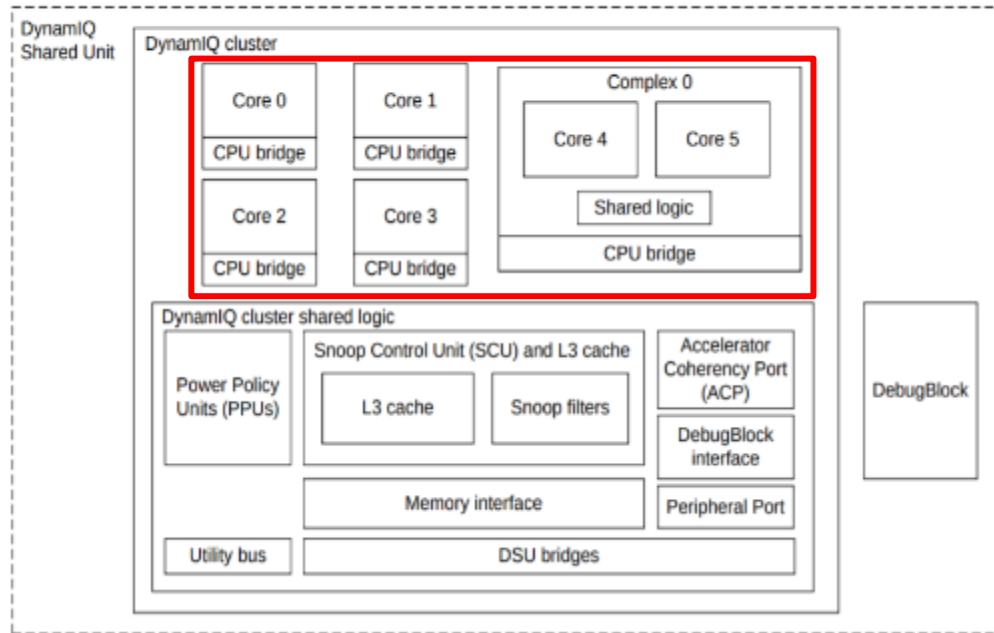 DynamIQ
Shared Unit
DynamIQ cluster
Core 0
CPU bridge
Core 1
CPU bridge
Core 2
CPU bridge
Core 3
CPU bridge
Complex 0
Core 4
Core 5
Shared logic
CPU bridge
DynamIQ cluster shared logic
Power Policy
Units (PPUs)
Snoop Control Unit (SCU) and L3 cache
L3 cache
Snoop filters
Accelerator
Coherency Port
(ACP)
DebugBlock
interface
Memory interface
Peripheral Port
Utility bus
DSU bridges
DebugBlock